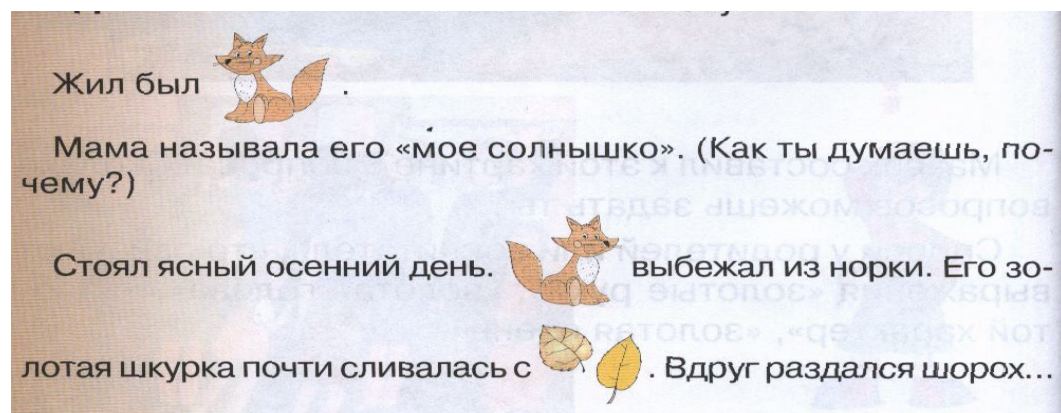 Жил был .
Мама называла его «мое солнышко». (Как ты думаешь, по-
чему?)
Стоял ясный осенний день. выбежал из норки. Его зо-
лотая шкурка почти сливалась с . Вдруг раздался шорох...